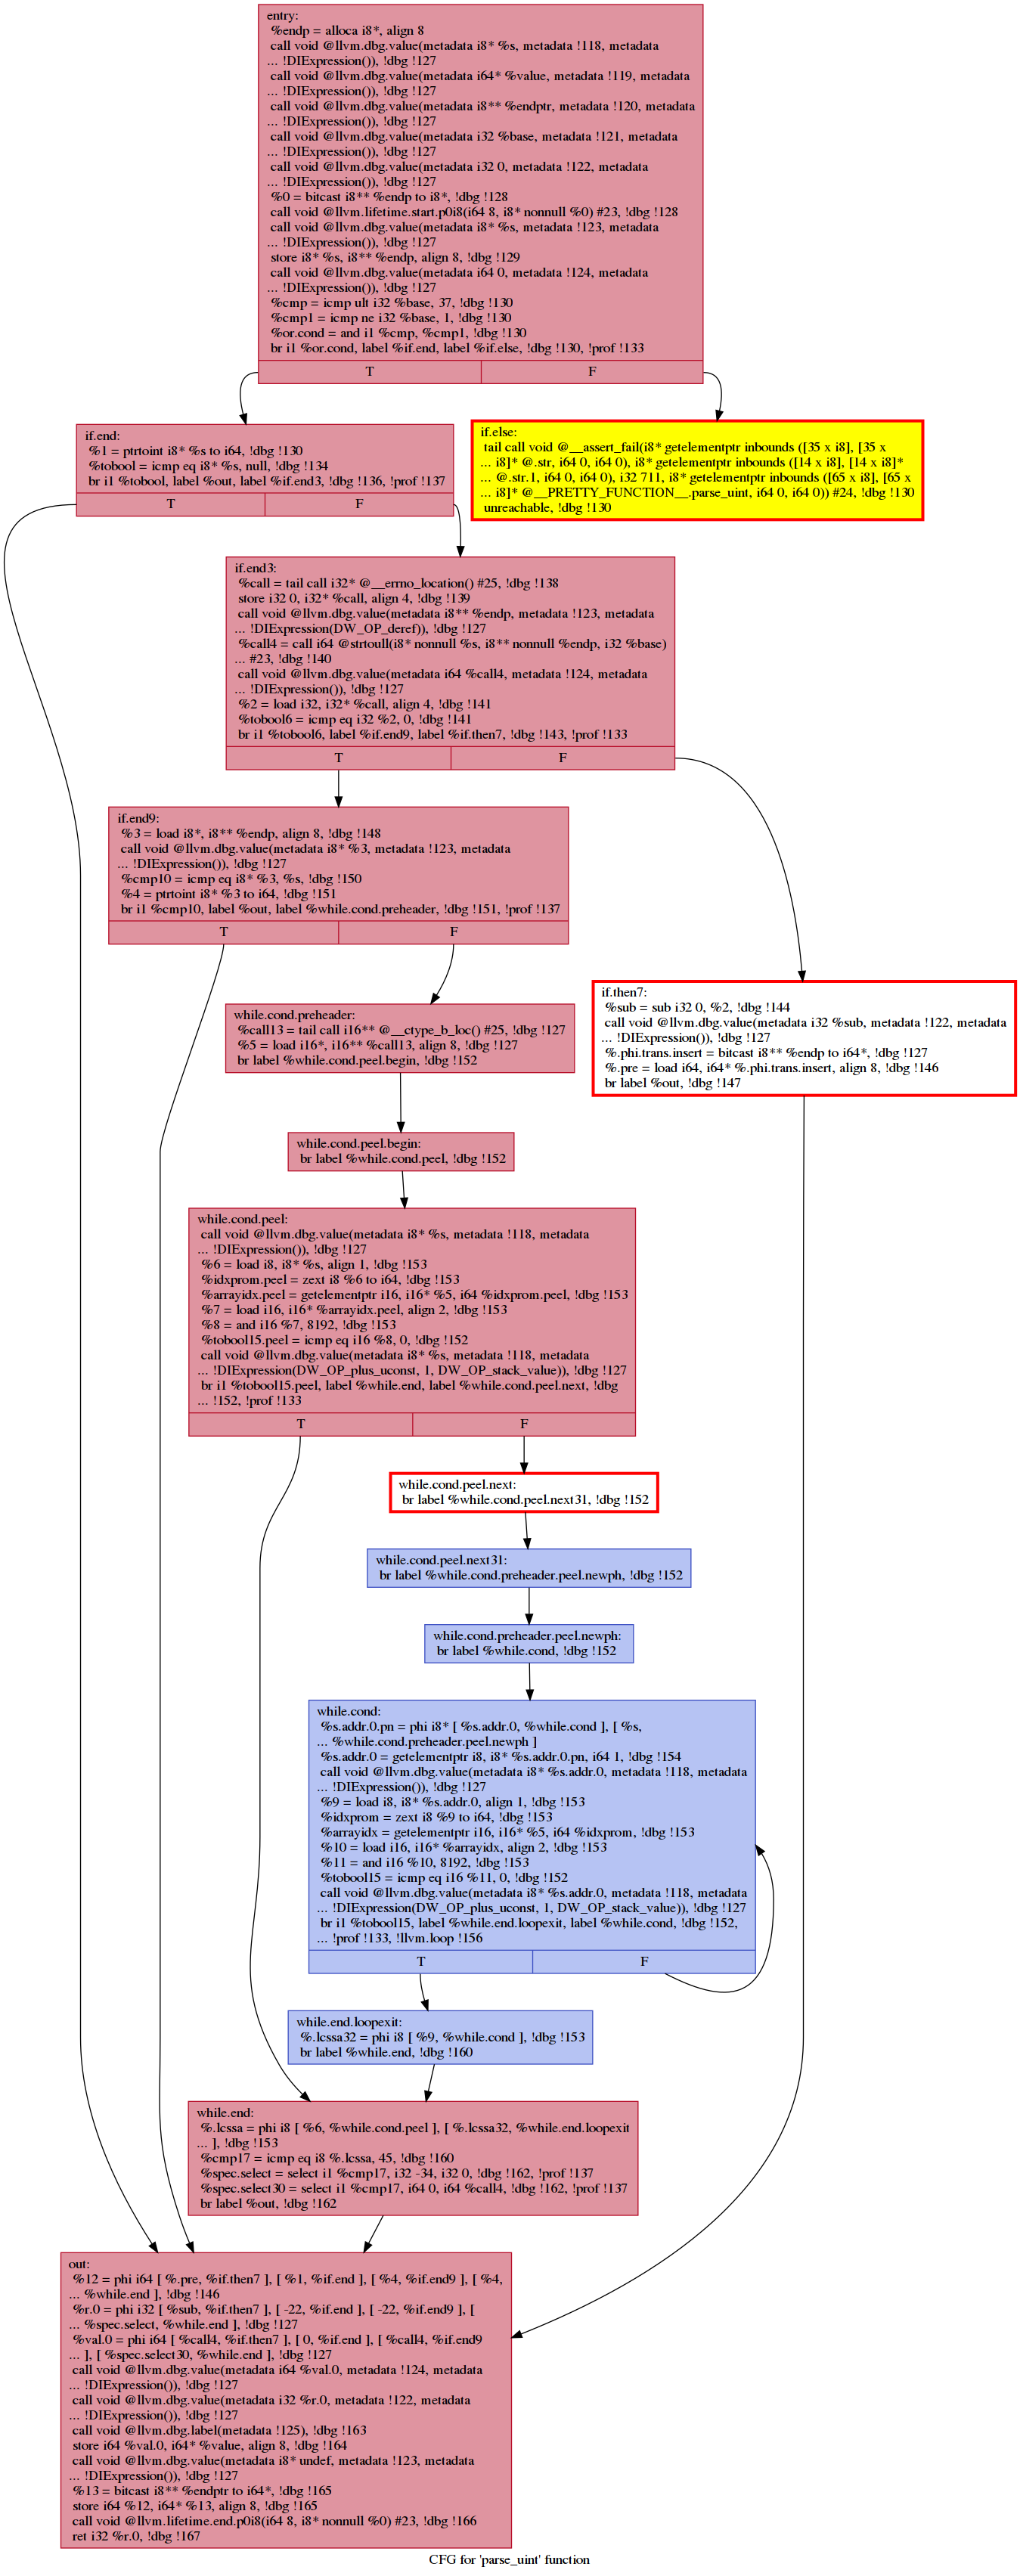 entry:
%endp = alloca i8*, align 8
call void @llvm.dbg.value(metadata i8* %s, metadata !118, metadata
... !DIExpression()), !dbg !127
call void @llvm.dbg.value(metadata i64* %value, metadata !119, metadata
... !DIExpression()), !dbg !127
call void @llvm.dbg.value(metadata i8** %endptr, metadata !120, metadata
... !DIExpression()), !dbg !127
call void @llvm.dbg.value(metadata i32 %base, metadata !121, metadata
... !DIExpression()), !dbg !127
call void @llvm.dbg.value(metadata i32 0, metadata !122, metadata
... !DIExpression()), !dbg !127
%0 = bitcast i8** %endp to i8*, !dbg !128
call void @llvm.lifetime.start.p0i8(i64 8, i8* nonnull %0) #23, !dbg !128
call void @llvm.dbg.value(metadata i8* %s, metadata !123, metadata
... !DIExpression()), !dbg !127
store i8* %s, i8** %endp, align 8, !dbg !129
call void @llvm.dbg.value(metadata i64 0, metadata !124, metadata
... !DIExpression()), !dbg !127
%cmp = icmp ult i32 %base, 37, !dbg !130
%cmp1 = icmp ne i32 %base, 1, !dbg !130
%or.cond = and i1 %cmp, %cmp1, !dbg !130
br i1 %or.cond, label %if.end, label %if.else, !dbg !130, !prof !133
T F
if.end:
%1 = ptrtoint i8* %s to i64, !dbg !130
%tobool = icmp eq i8* %s, null, !dbg !134
br i1 %tobool, label %out, label %if.end3, !dbg !136, !prof !137
T F
if.else:
tail call void @__assert_fail(i8* getelementptr inbounds ([35 x i8], [35 x
... i8]* @.str, i64 0, i64 0), i8* getelementptr inbounds ([14 x i8], [14 x i8]*
... @.str.1, i64 0, i64 0), i32 711, i8* getelementptr inbounds ([65 x i8], [65 x
... i8]* @__PRETTY_FUNCTION__.parse_uint, i64 0, i64 0)) #24, !dbg !130
unreachable, !dbg !130
if.end3:
%call = tail call i32* @__errno_location() #25, !dbg !138
store i32 0, i32* %call, align 4, !dbg !139
call void @llvm.dbg.value(metadata i8** %endp, metadata !123, metadata
... !DIExpression(DW_OP_deref)), !dbg !127
%call4 = call i64 @strtoull(i8* nonnull %s, i8** nonnull %endp, i32 %base)
... #23, !dbg !140
call void @llvm.dbg.value(metadata i64 %call4, metadata !124, metadata
... !DIExpression()), !dbg !127
%2 = load i32, i32* %call, align 4, !dbg !141
%tobool6 = icmp eq i32 %2, 0, !dbg !141
br i1 %tobool6, label %if.end9, label %if.then7, !dbg !143, !prof !133
T F
if.end9:
%3 = load i8*, i8** %endp, align 8, !dbg !148
call void @llvm.dbg.value(metadata i8* %3, metadata !123, metadata
... !DIExpression()), !dbg !127
%cmp10 = icmp eq i8* %3, %s, !dbg !150
%4 = ptrtoint i8* %3 to i64, !dbg !151
br i1 %cmp10, label %out, label %while.cond.preheader, !dbg !151, !prof !137
T F
if.then7:
%sub = sub i32 0, %2, !dbg !144
call void @llvm.dbg.value(metadata i32 %sub, metadata !122, metadata
... !DIExpression()), !dbg !127
%.phi.trans.insert = bitcast i8** %endp to i64*, !dbg !127
%.pre = load i64, i64* %.phi.trans.insert, align 8, !dbg !146
br label %out, !dbg !147
while.cond.preheader:
%call13 = tail call i16** @__ctype_b_loc() #25, !dbg !127
%5 = load i16*, i16** %call13, align 8, !dbg !127
br label %while.cond.peel.begin, !dbg !152
while.cond.peel.begin:
br label %while.cond.peel, !dbg !152
while.cond.peel:
call void @llvm.dbg.value(metadata i8* %s, metadata !118, metadata
... !DIExpression()), !dbg !127
%6 = load i8, i8* %s, align 1, !dbg !153
%idxprom.peel = zext i8 %6 to i64, !dbg !153
%arrayidx.peel = getelementptr i16, i16* %5, i64 %idxprom.peel, !dbg !153
%7 = load i16, i16* %arrayidx.peel, align 2, !dbg !153
%8 = and i16 %7, 8192, !dbg !153
%tobool15.peel = icmp eq i16 %8, 0, !dbg !152
call void @llvm.dbg.value(metadata i8* %s, metadata !118, metadata
... !DIExpression(DW_OP_plus_uconst, 1, DW_OP_stack_value)), !dbg !127
br i1 %tobool15.peel, label %while.end, label %while.cond.peel.next, !dbg
... !152, !prof !133
T F
while.cond.peel.next:
br label %while.cond.peel.next31, !dbg !152
while.cond.peel.next31:
br label %while.cond.preheader.peel.newph, !dbg !152
while.cond.preheader.peel.newph:
br label %while.cond, !dbg !152
while.cond:
%s.addr.0.pn = phi i8* [ %s.addr.0, %while.cond ], [ %s,
... %while.cond.preheader.peel.newph ]
%s.addr.0 = getelementptr i8, i8* %s.addr.0.pn, i64 1, !dbg !154
call void @llvm.dbg.value(metadata i8* %s.addr.0, metadata !118, metadata
... !DIExpression()), !dbg !127
%9 = load i8, i8* %s.addr.0, align 1, !dbg !153
%idxprom = zext i8 %9 to i64, !dbg !153
%arrayidx = getelementptr i16, i16* %5, i64 %idxprom, !dbg !153
%10 = load i16, i16* %arrayidx, align 2, !dbg !153
%11 = and i16 %10, 8192, !dbg !153
%tobool15 = icmp eq i16 %11, 0, !dbg !152
call void @llvm.dbg.value(metadata i8* %s.addr.0, metadata !118, metadata
... !DIExpression(DW_OP_plus_uconst, 1, DW_OP_stack_value)), !dbg !127
br i1 %tobool15, label %while.end.loopexit, label %while.cond, !dbg !152,
... !prof !133, !llvm.loop !156
T F
while.end.loopexit:
%.lcssa32 = phi i8 [ %9, %while.cond ], !dbg !153
br label %while.end, !dbg !160
while.end:
%.lcssa = phi i8 [ %6, %while.cond.peel ], [ %.lcssa32, %while.end.loopexit
... ], !dbg !153
%cmp17 = icmp eq i8 %.lcssa, 45, !dbg !160
%spec.select = select i1 %cmp17, i32 -34, i32 0, !dbg !162, !prof !137
%spec.select30 = select i1 %cmp17, i64 0, i64 %call4, !dbg !162, !prof !137
br label %out, !dbg !162
out:
%12 = phi i64 [ %.pre, %if.then7 ], [ %1, %if.end ], [ %4, %if.end9 ], [ %4,
... %while.end ], !dbg !146
%r.0 = phi i32 [ %sub, %if.then7 ], [ -22, %if.end ], [ -22, %if.end9 ], [
... %spec.select, %while.end ], !dbg !127
%val.0 = phi i64 [ %call4, %if.then7 ], [ 0, %if.end ], [ %call4, %if.end9
... ], [ %spec.select30, %while.end ], !dbg !127
call void @llvm.dbg.value(metadata i64 %val.0, metadata !124, metadata
... !DIExpression()), !dbg !127
call void @llvm.dbg.value(metadata i32 %r.0, metadata !122, metadata
... !DIExpression()), !dbg !127
call void @llvm.dbg.label(metadata !125), !dbg !163
store i64 %val.0, i64* %value, align 8, !dbg !164
call void @llvm.dbg.value(metadata i8* undef, metadata !123, metadata
... !DIExpression()), !dbg !127
%13 = bitcast i8** %endptr to i64*, !dbg !165
store i64 %12, i64* %13, align 8, !dbg !165
call void @llvm.lifetime.end.p0i8(i64 8, i8* nonnull %0) #23, !dbg !166
ret i32 %r.0, !dbg !167
CFG for 'parse_uint' function